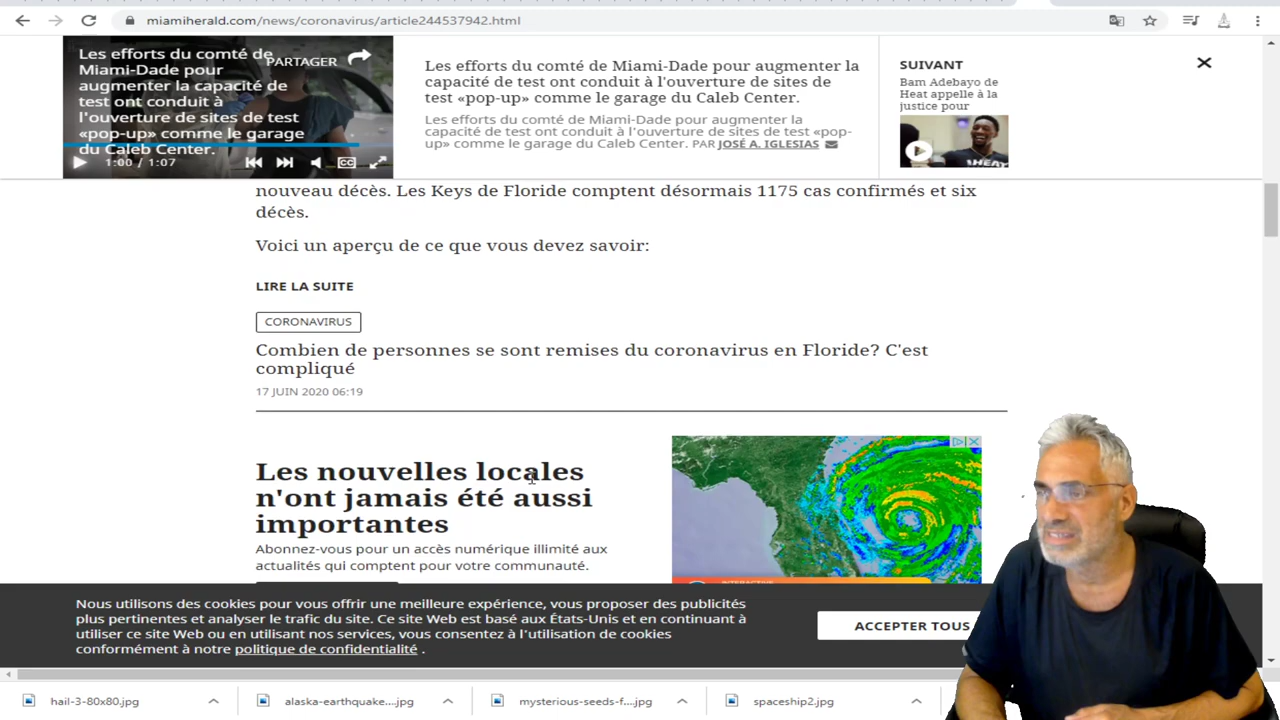 miamiherald.com/news/coronavirus/article244537942.html
Les efforts du comté de
Miami-Dade pour
augmenter la capacité de
test ont conduit à
l'ouverture de sites de test
«pop-up» comme le garage
du Caleb Center.
PARTAGER
1:00 / 1:07
CC
Les efforts du comté de Miami-Dade pour augmenter la
capacité de test ont conduit à l'ouverture de sites de
test «pop-up» comme le garage du Caleb Center.
Les efforts du comté de Miami-Dade pour augmenter la
capacité de test ont conduit à l'ouverture de sites de test «pop-
up» comme le garage du Caleb Center. PAR JOSÉ A. IGLESIAS
SUIVANT
Bam Adebayo de
Heat appelle à la
justice pour
HEAT
nouveau décès. Les Keys de Floride comptent désormais 1175 cas confirmés et six
décès.
Voici un aperçu de ce que vous devez savoir:
LIRE LA SUITE
CORONAVIRUS
Combien de personnes se sont remises du coronavirus en Floride? C'est
compliqué
17 JUIN 2020 06:19
Les nouvelles locales
n'ont jamais été aussi
importantes
Abonnez-vous pour un accès numérique illimité aux
actualités qui comptent pour votre communauté.
INTERACTIVE
Nous utilisons des cookies pour vous offrir une meilleure expérience, vous proposer des publicités
plus pertinentes et analyser le trafic du site. Ce site Web est basé aux États-Unis et en continuant à
utiliser ce site Web ou en utilisant nos services, vous consentez à l'utilisation de cookies
conformément à notre politique de confidentialité .
ACCEPTER TOUS
hail-3-80x80.jpg
alaska-earthquake....jpg
mysterious-seeds-f....jpg
spaceship2.jpg